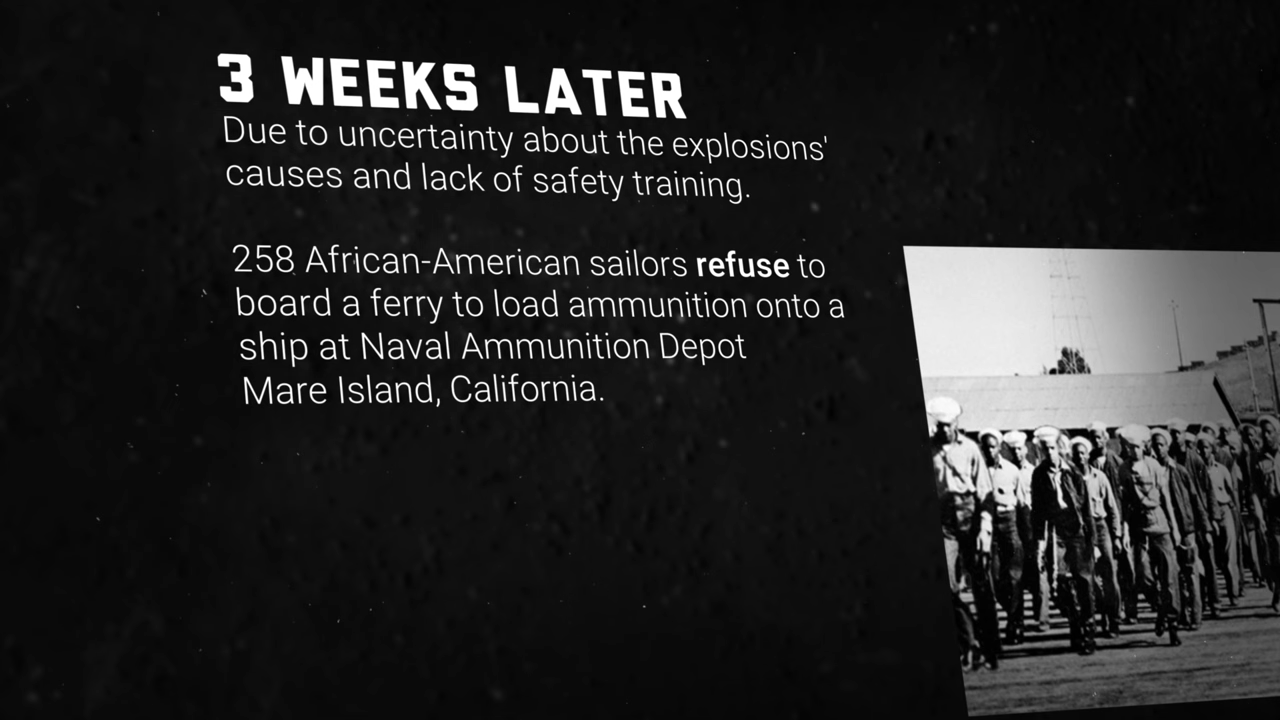 3 WEEKS LATER
Due to uncertainty about the explosions'
causes and lack of safety training.
258 African-American sailors refuse to
board a ferry to load ammunition onto a
ship at Naval Ammunition Depot
Mare Island, California.